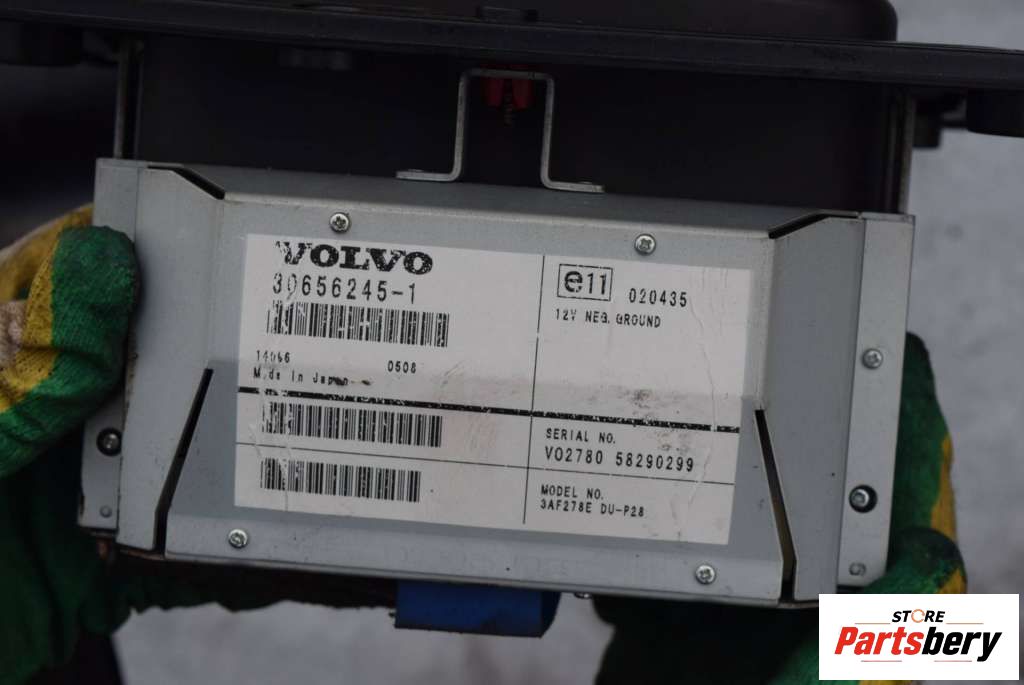 VOLVO
30656245-1
14066 0508
Made In Japan
e11 020435
12V NEG. GROUND
SERIAL NO.
VO2780 58290299
MODEL NO.
3AF278E DU-P28
STORE
Partsbery